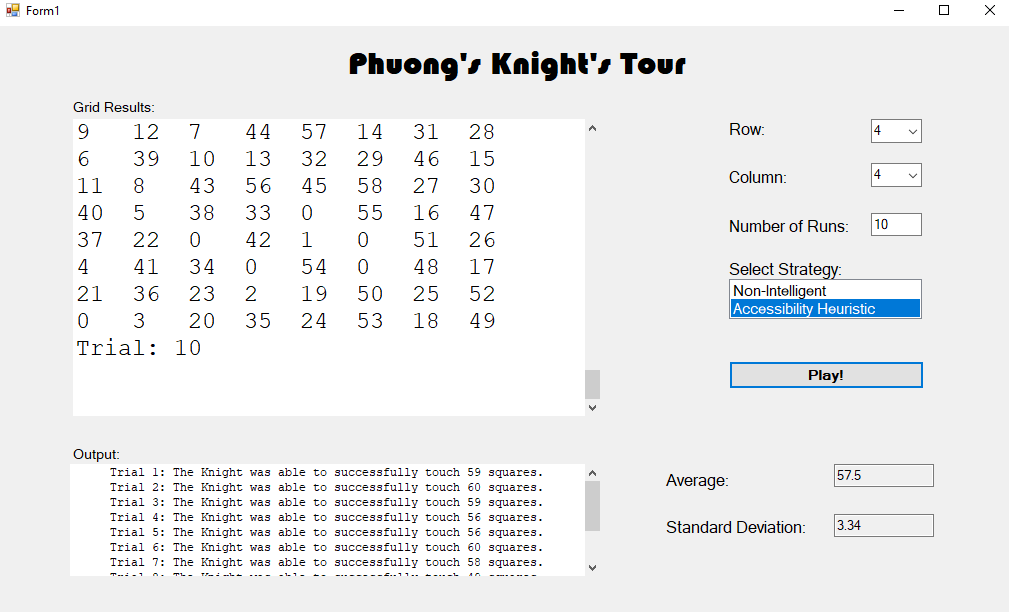 Form1
Phuong's Knight's Tour
Grid Results:
9 12 7 44 57 14 31 28
6 39 10 13 32 29 46 15
11 8 43 56 45 58 27 30
40 5 38 33 0 55 16 47
37 22 0 42 1 0 51 26
4 41 34 0 54 0 48 17
21 36 23 2 19 50 25 52
0 3 20 35 24 53 18 49
Trial: 10
Row: 4
Column: 4
Number of Runs: 10
Select Strategy:
Non-Intelligent
Accessibility Heuristic
Play!
Output:
Trial 1: The Knight was able to successfully touch 59 squares.
Trial 2: The Knight was able to successfully touch 60 squares.
Trial 3: The Knight was able to successfully touch 59 squares.
Trial 4: The Knight was able to successfully touch 56 squares.
Trial 5: The Knight was able to successfully touch 56 squares.
Trial 6: The Knight was able to successfully touch 60 squares.
Trial 7: The Knight was able to successfully touch 58 squares.
Average: 57.5
Standard Deviation: 3.34